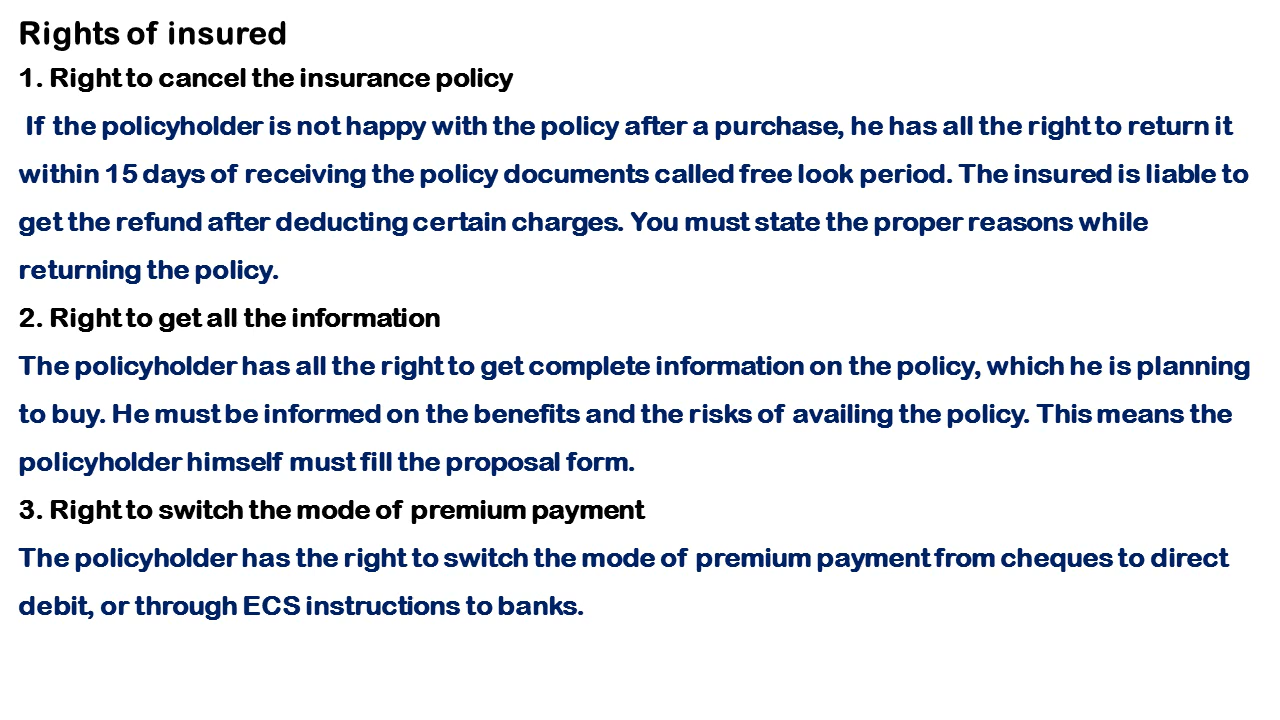 Rights of insured
1. Right to cancel the insurance policy
If the policyholder is not happy with the policy after a purchase, he has all the right to return it
within 15 days of receiving the policy documents called free look period. The insured is liable to
get the refund after deducting certain charges. You must state the proper reasons while
returning the policy.
2. Right to get all the information
The policyholder has all the right to get complete information on the policy, which he is planning
to buy. He must be informed on the benefits and the risks of availing the policy. This means the
policyholder himself must fill the proposal form.
3. Right to switch the mode of premium payment
The policyholder has the right to switch the mode of premium payment from cheques to direct
debit, or through ECS instructions to banks.